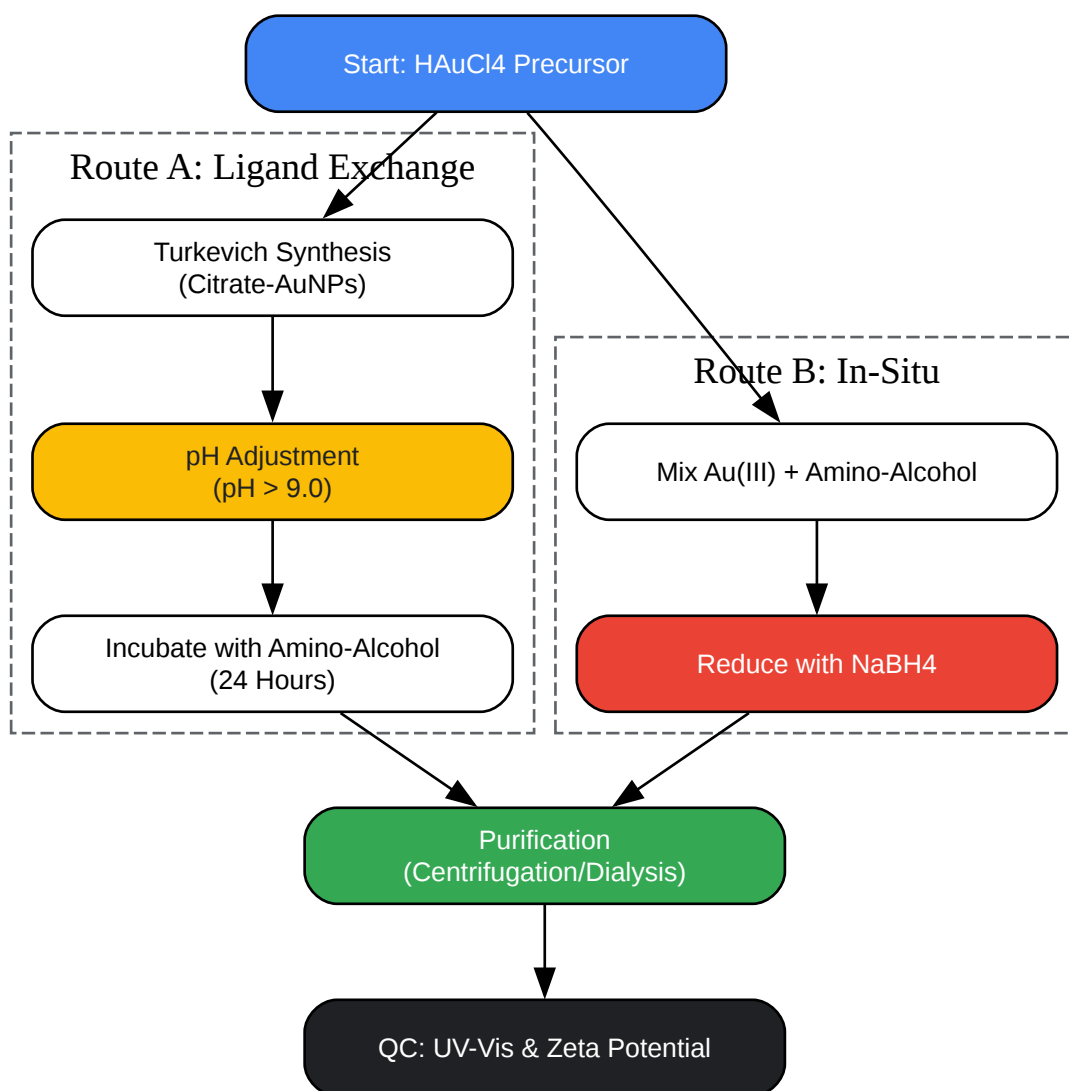 Start: HAuCl4 Precursor
Route A: Ligand Exchange
Turkevich Synthesis
(Citrate-AuNPs)
pH Adjustment
(pH > 9.0)
Incubate with Amino-Alcohol
(24 Hours)
Route B: In-Situ
Mix Au(III) + Amino-Alcohol
Reduce with NaBH4
Purification
(Centrifugation/Dialysis)
QC: UV-Vis & Zeta Potential